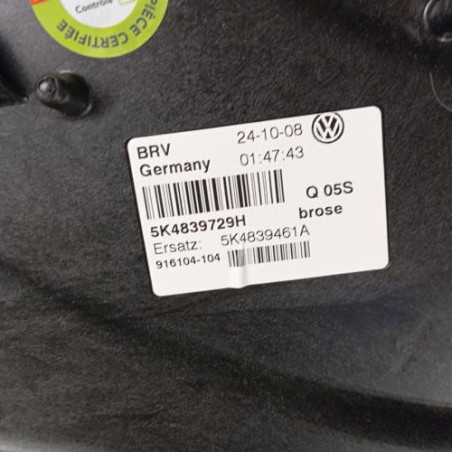 Contrôle
PIÈCE CERTIFIÉE
BRV 24-10-08
Germany 01:47:43
Q 05S
5K4839729H brose
Ersatz: 5K4839461A
916104-104